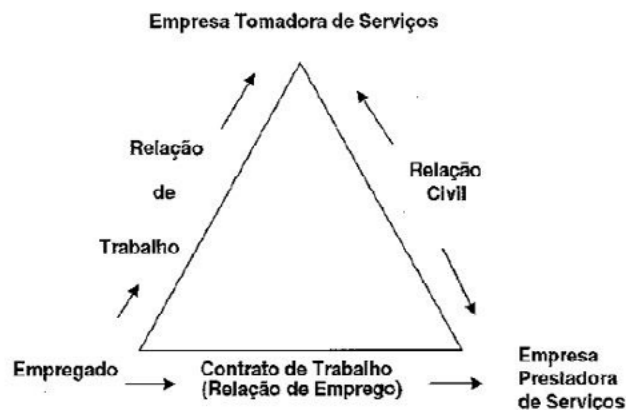 Empresa Tomadora de Serviços
Relação
de
Trabalho
Relação
Civil
Empregado
Contrato de Trabalho
(Relação de Emprego)
Empresa
Prestadora
de Serviços